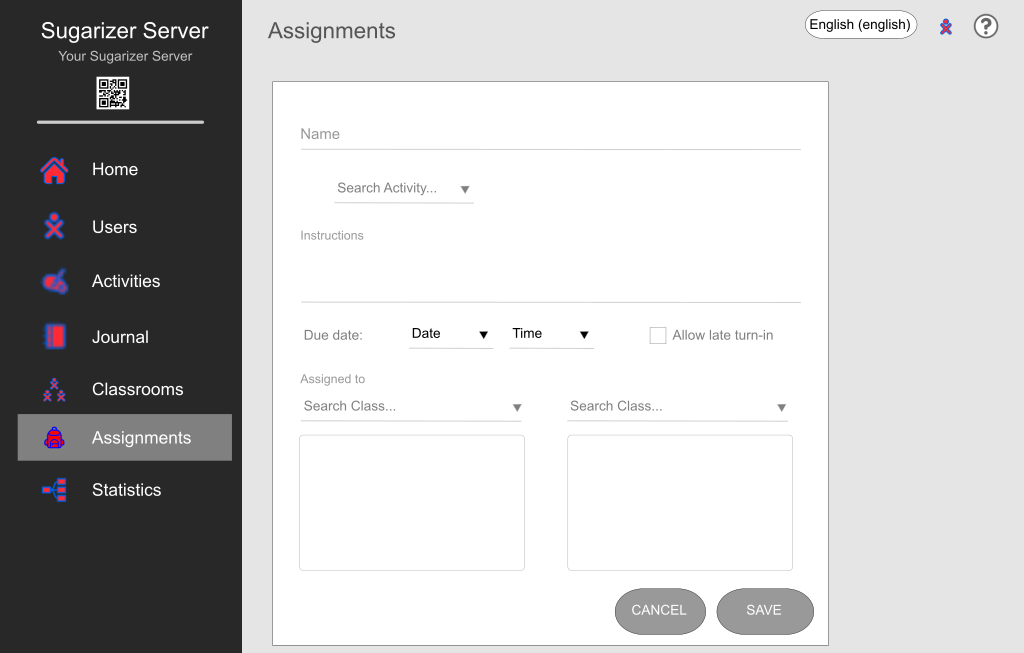 Sugarizer Server
Your Sugarizer Server
Home
Users
Activities
Journal
Classrooms
Assignments
Statistics
Assignments
English (english)
?
Name
Search Activity...
Instructions
Due date:
Date
Time
Allow late turn-in
Assigned to
Search Class...
Search Class...
CANCEL
SAVE